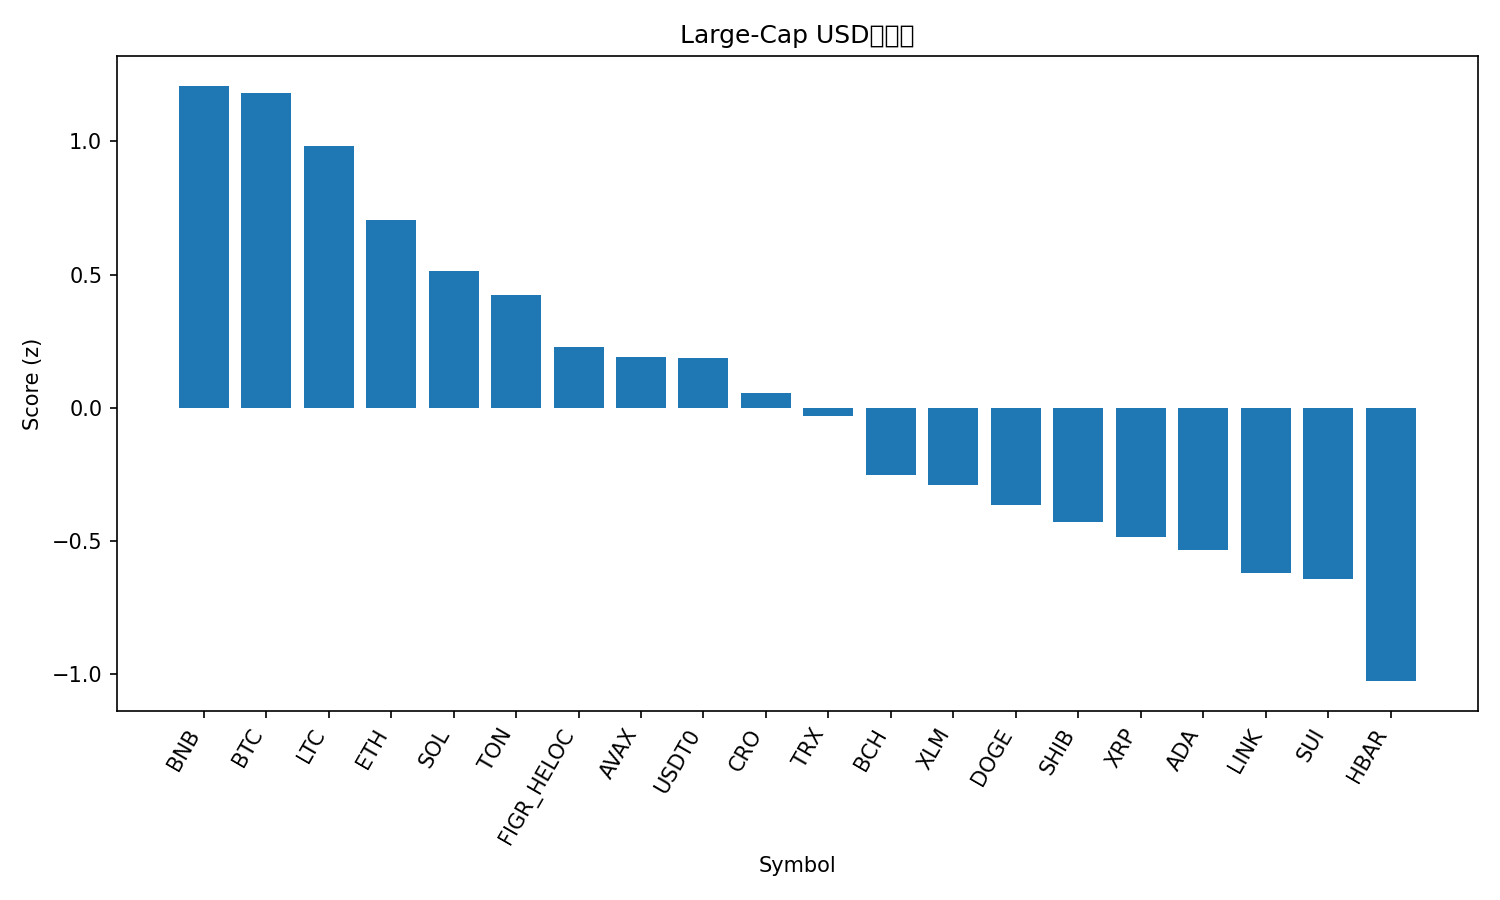 Large-Cap USD□□□
Score (z)
1.0
0.5
0.0
−0.5
−1.0
BNB
BTC
LTC
ETH
SOL
TON
FIGR_HELOC
AVAX
USDT0
CRO
TRX
BCH
XLM
DOGE
SHIB
XRP
ADA
LINK
SUI
HBAR
Symbol